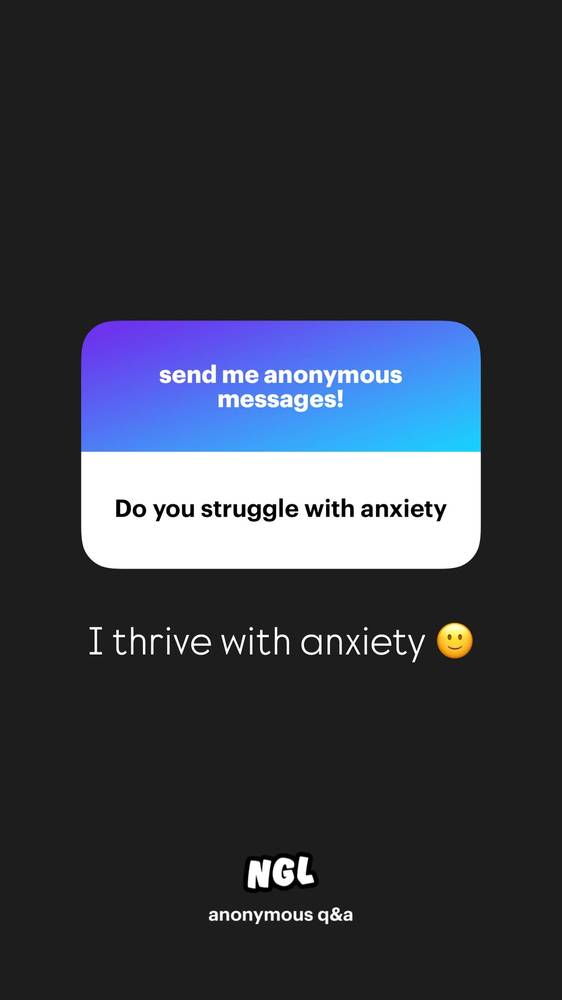 send me anonymous
messages!
Do you struggle with anxiety
I thrive with anxiety 🙂
NGL
anonymous q&a